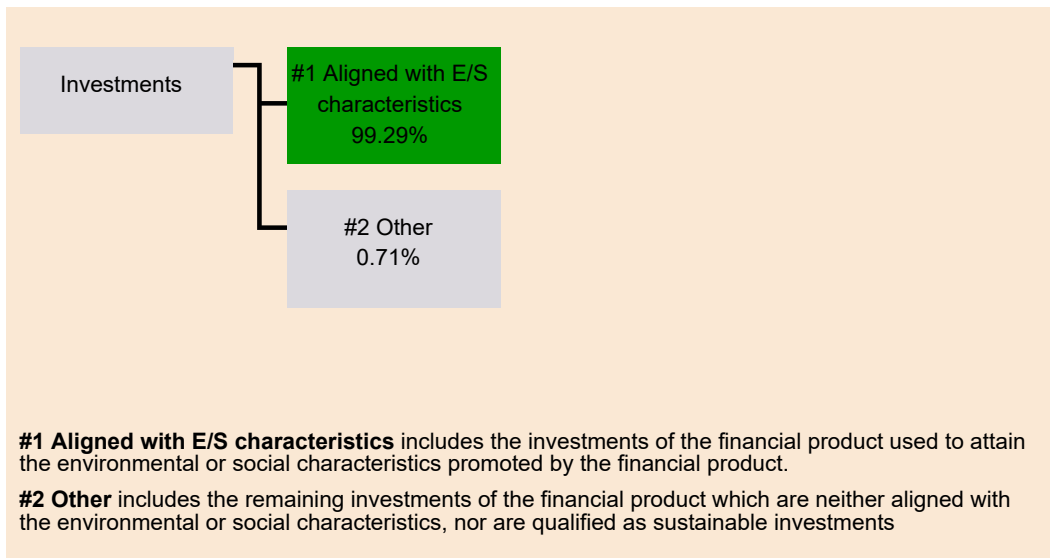 Investments
#1 Aligned with E/S
characteristics
99.29%
#2 Other
0.71%
#1 Aligned with E/S characteristics includes the investments of the financial product used to attain
the environmental or social characteristics promoted by the financial product.
#2 Other includes the remaining investments of the financial product which are neither aligned with
the environmental or social characteristics, nor are qualified as sustainable investments